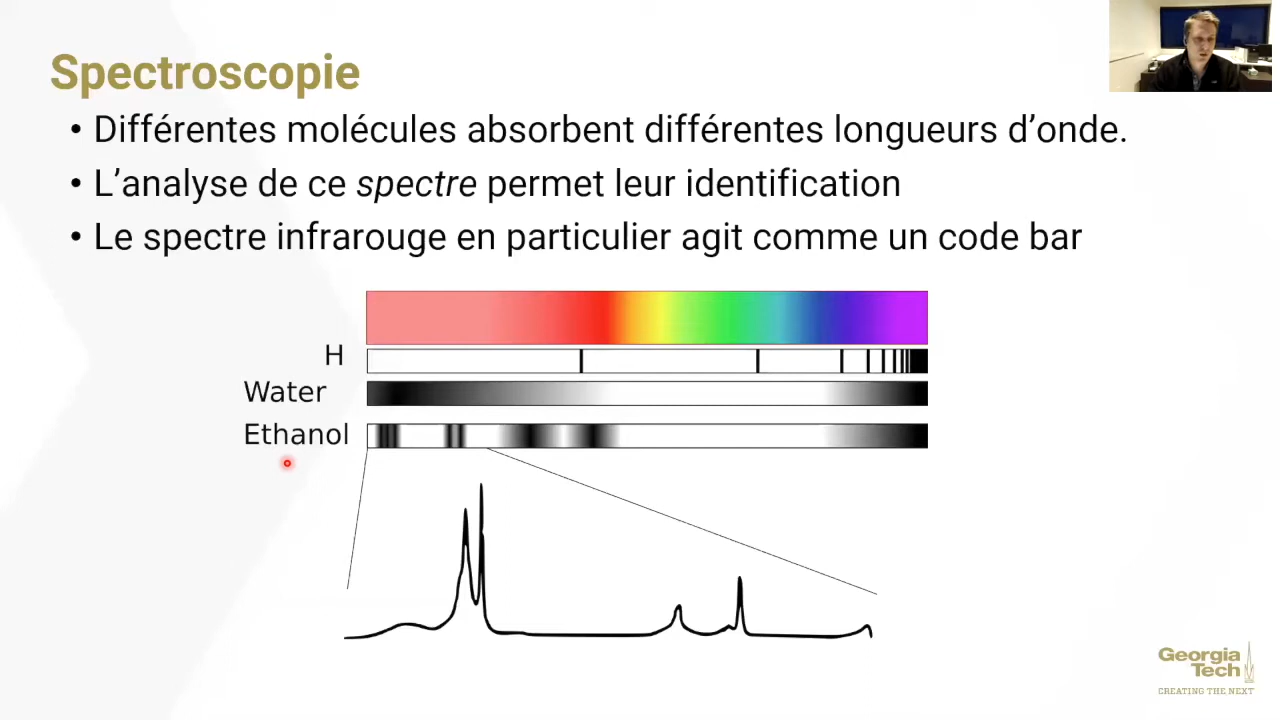 Spectroscopie
• Différentes molécules absorbent différentes longueurs d’onde.
• L’analyse de ce spectre permet leur identification
• Le spectre infrarouge en particulier agit comme un code bar
H
Water
Ethanol
Georgia
Tech
CREATING THE NEXT